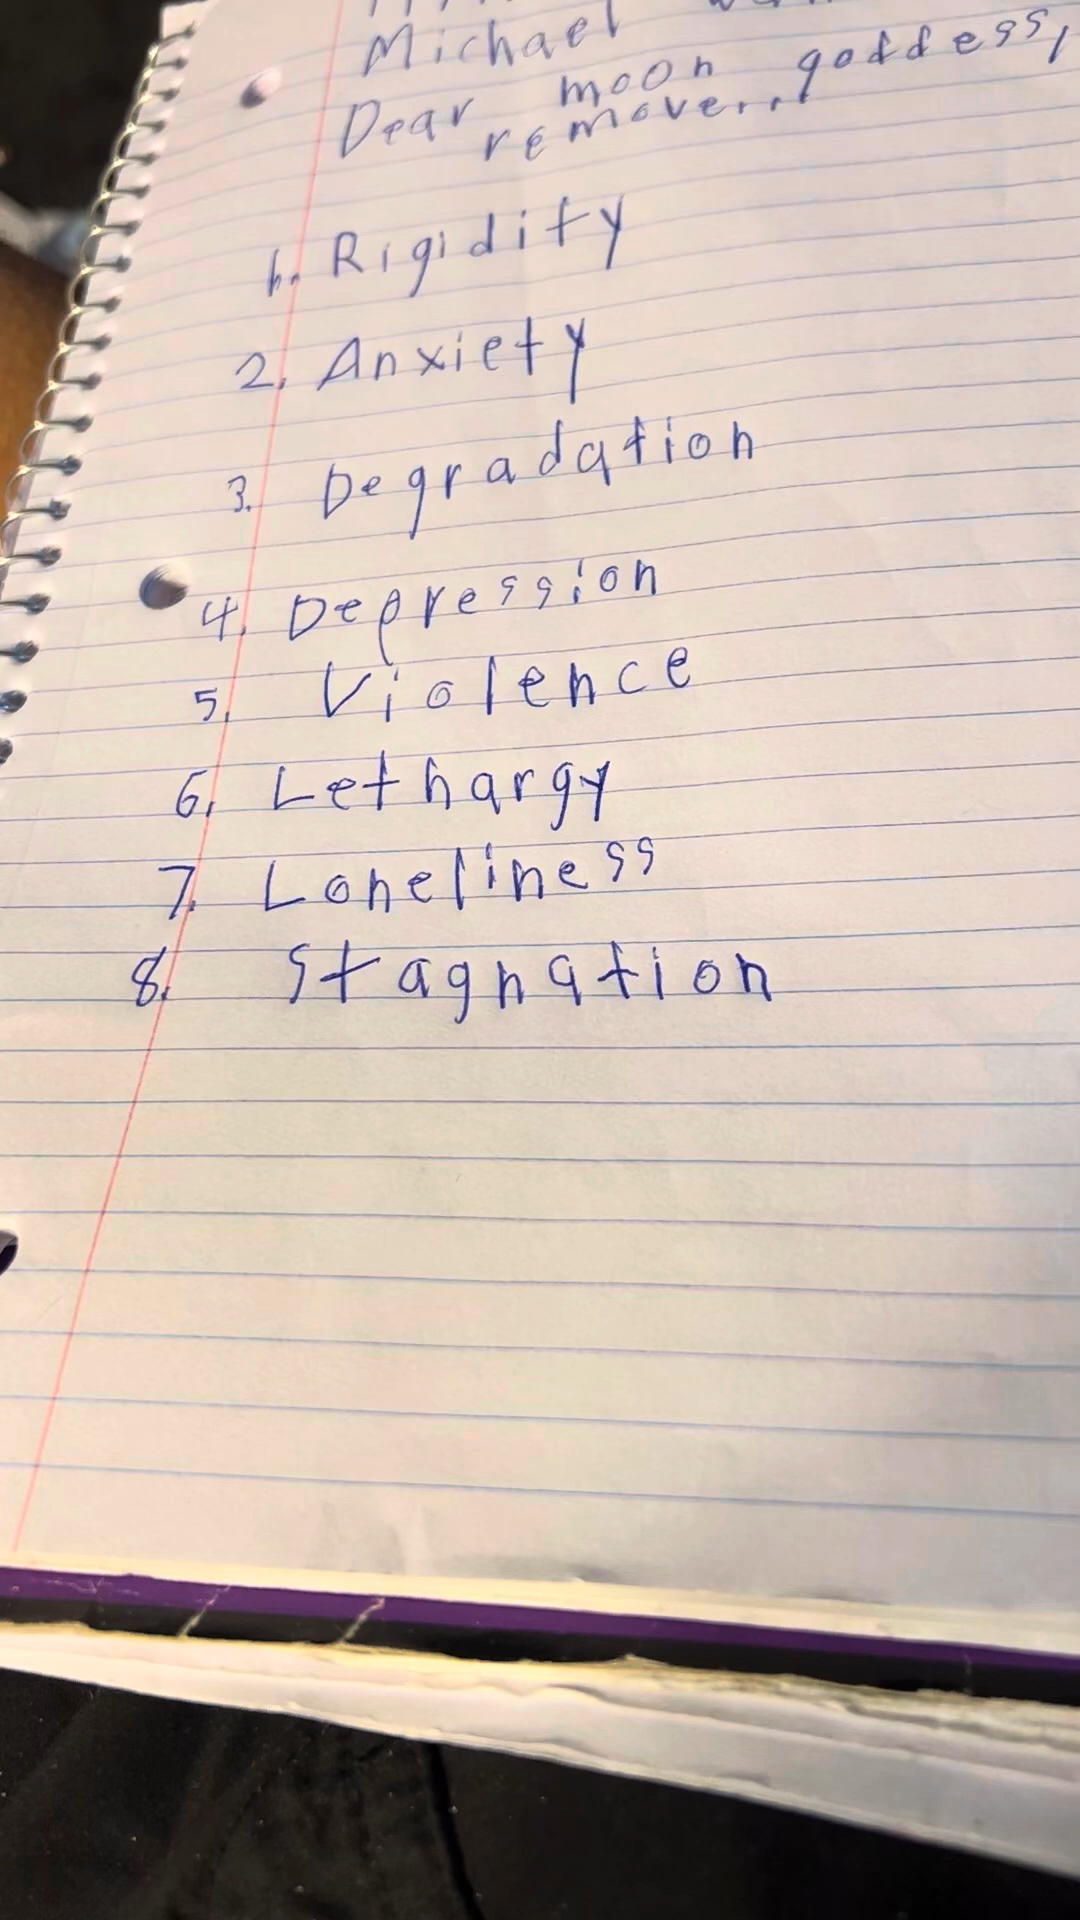 Michael
Dear moon goddess,
remove...
1. Rigidity
2. Anxiety
3. Degradation
4. Depression
5. Violence
6. Lethargy
7. Loneliness
8. Stagnation